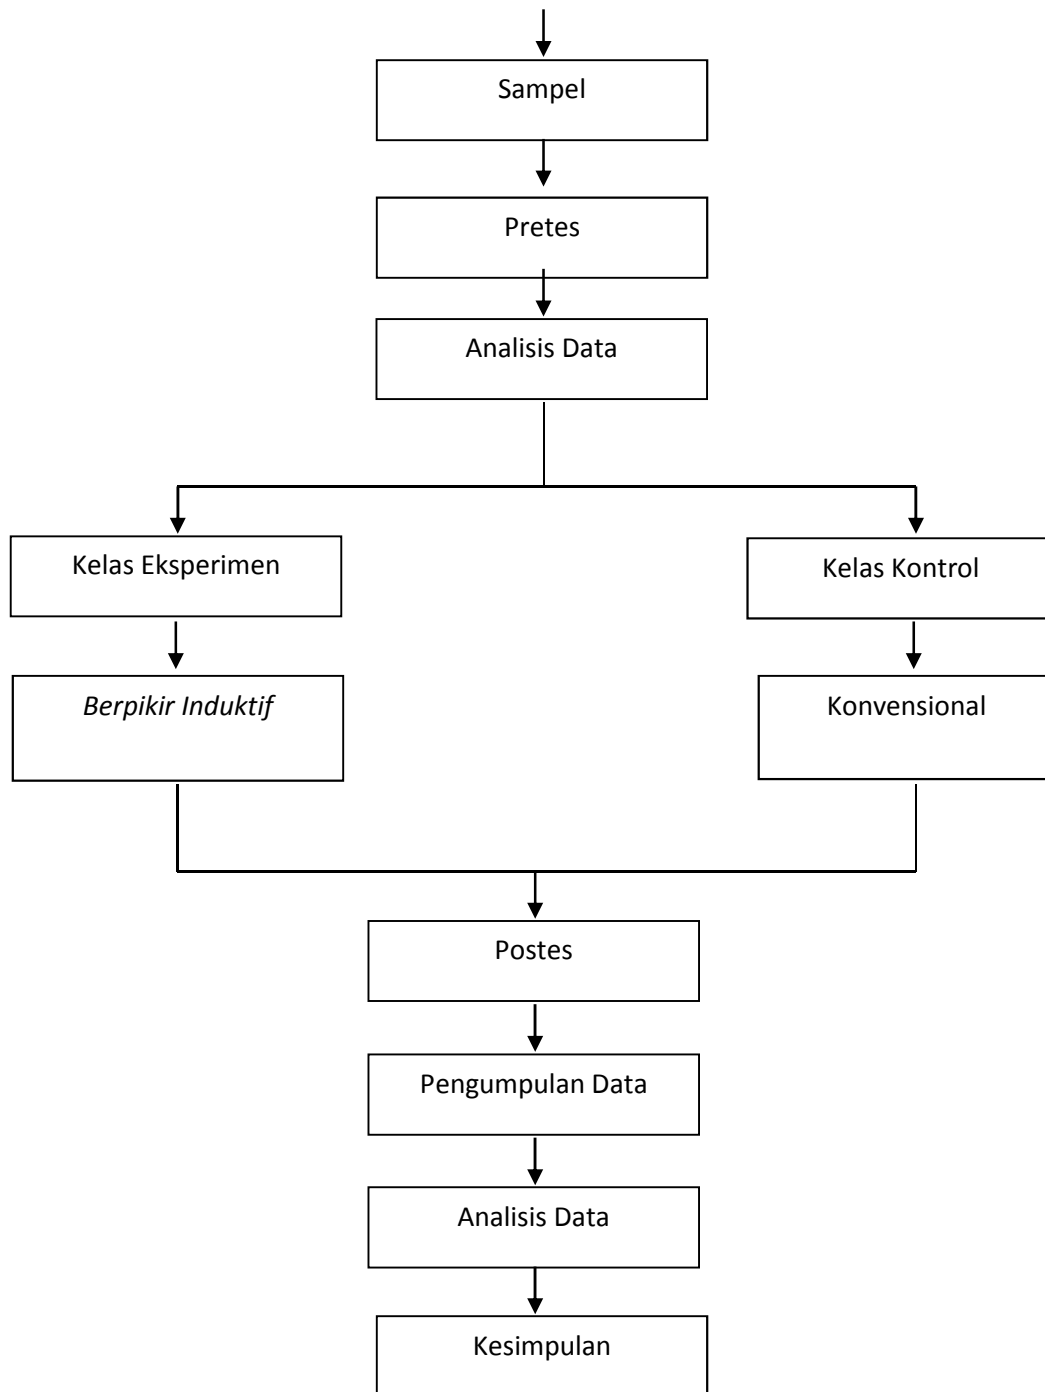 Sampel
Pretes
Analisis Data
Kelas Eksperimen
Kelas Kontrol
Berpikir Induktif
Konvensional
Postes
Pengumpulan Data
Analisis Data
Kesimpulan